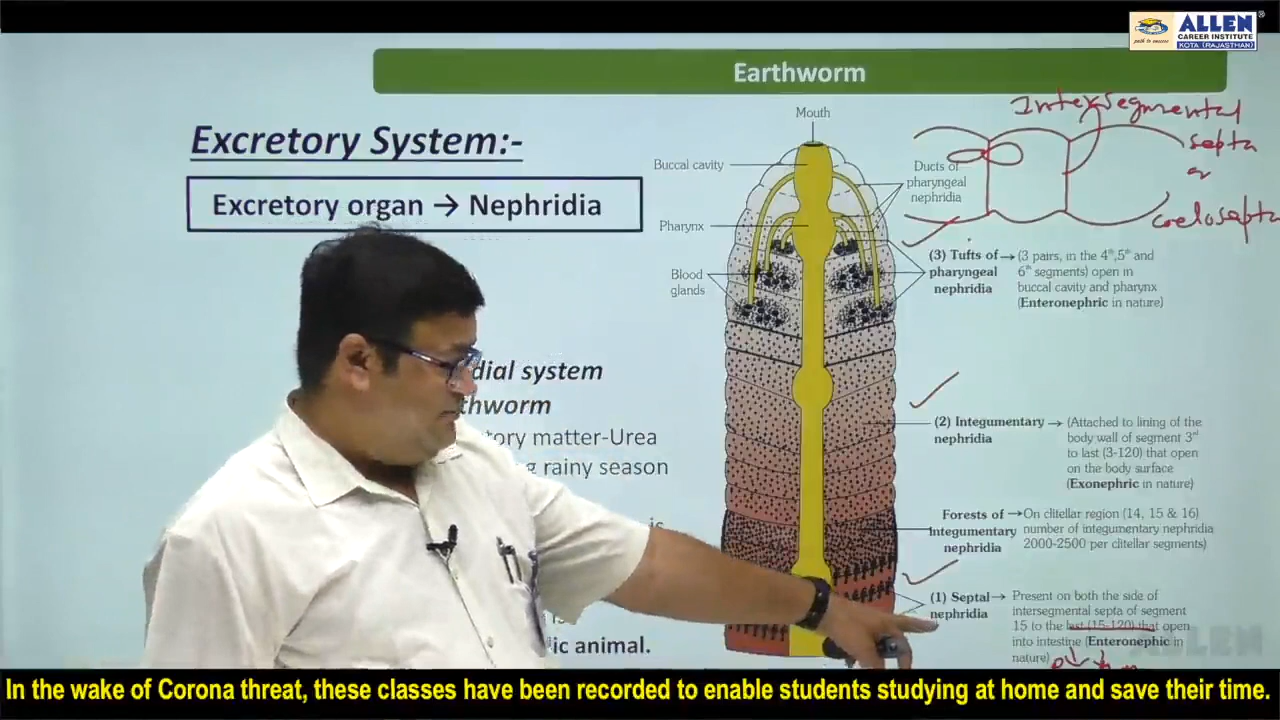 ALLEN
CAREER INSTITUTE
path to success
KOTA (RAJASTHAN)
Earthworm
Intersegmental
septa
or
coelosepta
Excretory System:-
Excretory organ → Nephridia
Mouth
Buccal cavity
Ducts of
pharyngeal
nephridia
Pharynx
Blood
glands
(3) Tufts of → (3 pairs, in the 4th,5th and
pharyngeal 6th segments) open in
nephridia buccal cavity and pharynx
(Enteronephric in nature)
dial system
thworm
tory matter-Urea
g rainy season
is
ic animal.
(2) Integumentary → (Attached to lining of the
nephridia body wall of segment 3rd
to last (3-120) that open
on the body surface
(Exonephric in nature)
Forests of → On clitellar region (14, 15 & 16)
Integumentary number of integumentary nephridia
nephridia 2000-2500 per clitellar segments)
(1) Septal → Present on both the side of
nephridia intersegmental septa of segment
15 to the last (15-120) that open
into intestine (Enteronephic in
nature)
ALLEN
In the wake of Corona threat, these classes have been recorded to enable students studying at home and save their time.